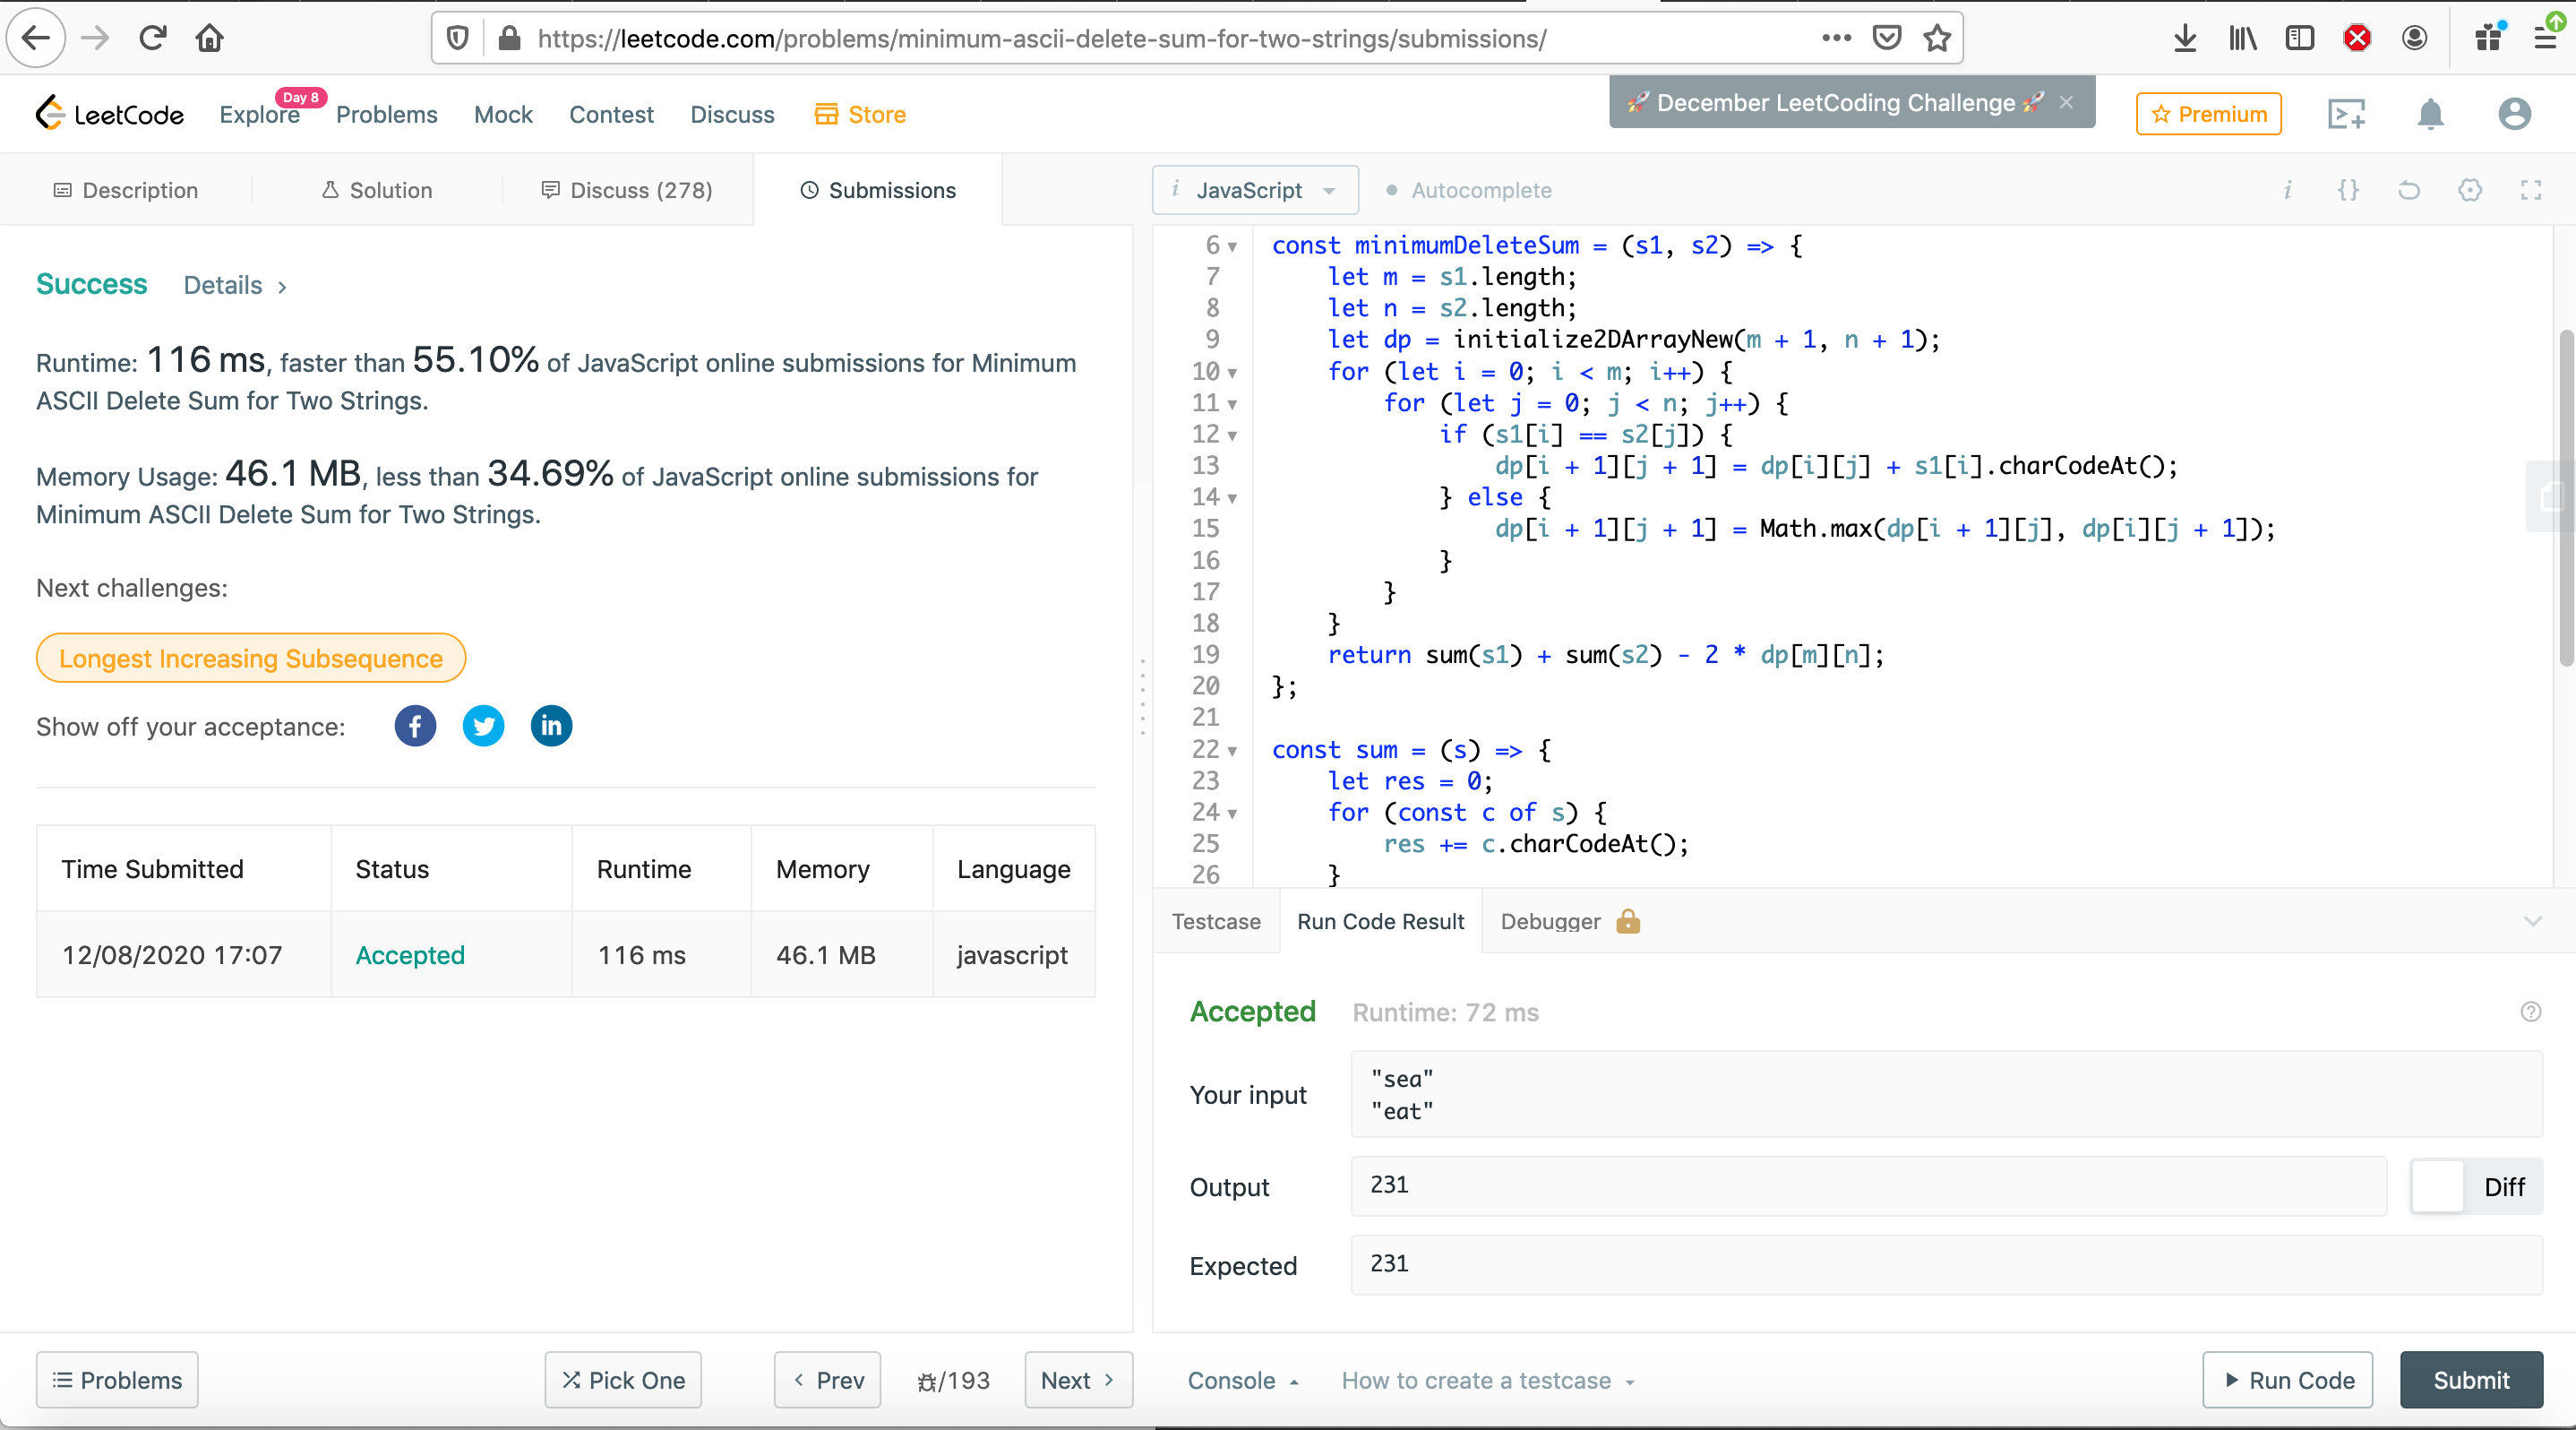 https://leetcode.com/problems/minimum-ascii-delete-sum-for-two-strings/submissions/
LeetCode
Explore
Day 8
Problems
Mock
Contest
Discuss
Store
🚀 December LeetCoding Challenge 🚀 ×
Premium
Description
Solution
Discuss (278)
Submissions
i JavaScript
Autocomplete
Success Details >
Runtime: 116 ms, faster than 55.10% of JavaScript online submissions for Minimum
ASCII Delete Sum for Two Strings.
Memory Usage: 46.1 MB, less than 34.69% of JavaScript online submissions for
Minimum ASCII Delete Sum for Two Strings.
Next challenges:
Longest Increasing Subsequence
Show off your acceptance:
Time Submitted Status Runtime Memory Language
12/08/2020 17:07 Accepted 116 ms 46.1 MB javascript
6 const minimumDeleteSum = (s1, s2) => {
7 let m = s1.length;
8 let n = s2.length;
9 let dp = initialize2DArrayNew(m + 1, n + 1);
10 for (let i = 0; i < m; i++) {
11 for (let j = 0; j < n; j++) {
12 if (s1[i] == s2[j]) {
13 dp[i + 1][j + 1] = dp[i][j] + s1[i].charCodeAt();
14 } else {
15 dp[i + 1][j + 1] = Math.max(dp[i + 1][j], dp[i][j + 1]);
16 }
17 }
18 }
19 return sum(s1) + sum(s2) - 2 * dp[m][n];
20 };
21
22 const sum = (s) => {
23 let res = 0;
24 for (const c of s) {
25 res += c.charCodeAt();
26 }
Testcase
Run Code Result
Debugger
Accepted Runtime: 72 ms
Your input
"sea"
"eat"
Output
231
Diff
Expected
231
Problems
Pick One
Prev
/193
Next
Console
How to create a testcase
Run Code
Submit